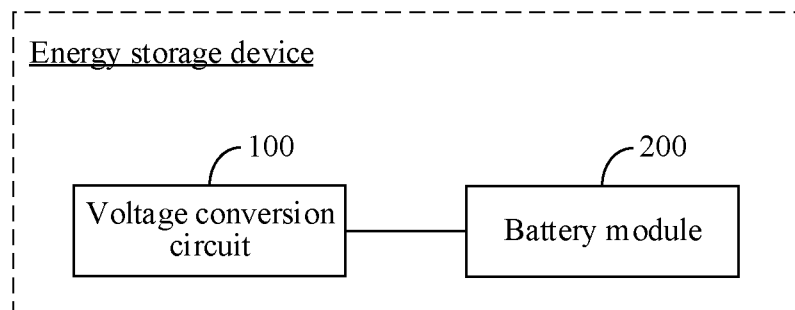 Energy storage device
100
200
Voltage conversion
circuit
Battery module